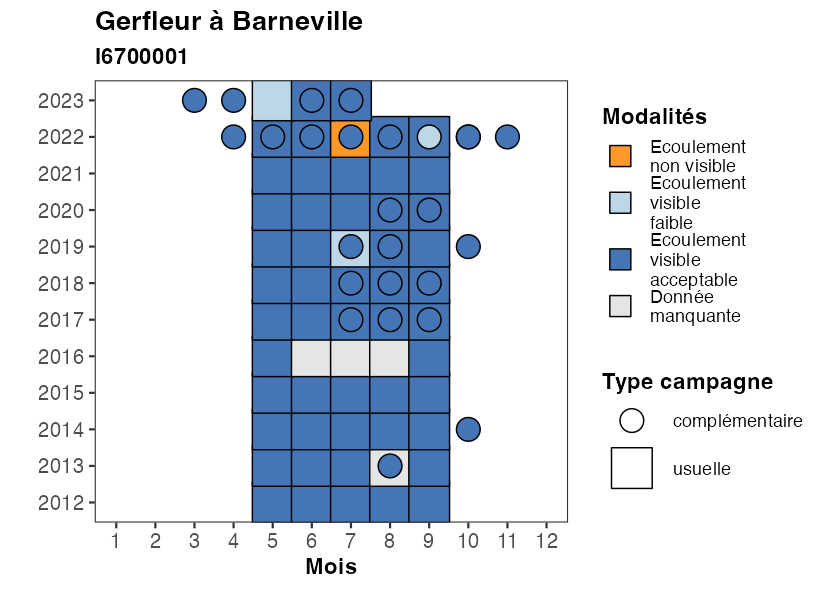 Gerfleur à Barneville
I6700001
2023
2022
2021
2020
2019
2018
2017
2016
2015
2014
2013
2012
1 2 3 4 5 6 7 8 9 10 11 12
Mois
Modalités
Ecoulement
non visible
Ecoulement
visible
faible
Ecoulement
visible
acceptable
Donnée
manquante
Type campagne
complémentaire
usuelle